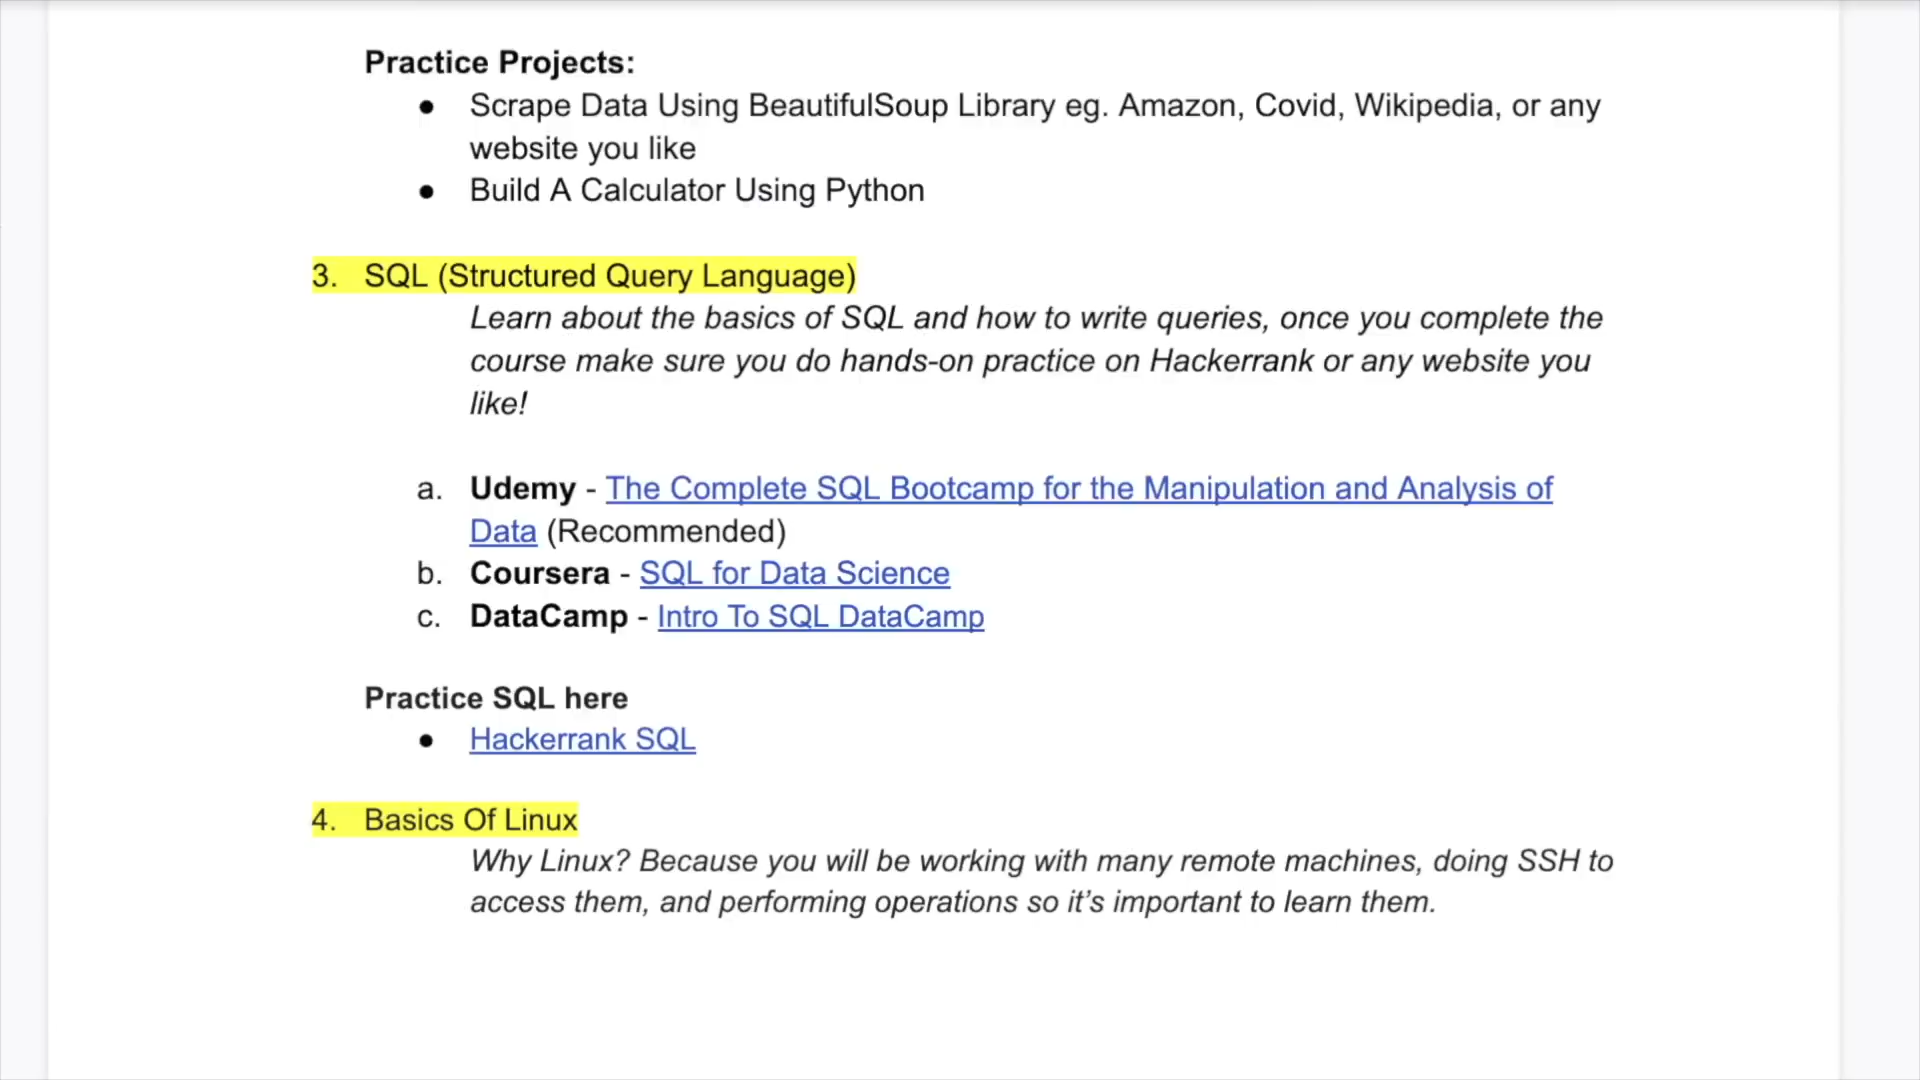 Practice Projects:
● Scrape Data Using BeautifulSoup Library eg. Amazon, Covid, Wikipedia, or any
website you like
● Build A Calculator Using Python
3. SQL (Structured Query Language)
Learn about the basics of SQL and how to write queries, once you complete the
course make sure you do hands-on practice on Hackerrank or any website you
like!
a. Udemy - The Complete SQL Bootcamp for the Manipulation and Analysis of
Data (Recommended)
b. Coursera - SQL for Data Science
c. DataCamp - Intro To SQL DataCamp
Practice SQL here
● Hackerrank SQL
4. Basics Of Linux
Why Linux? Because you will be working with many remote machines, doing SSH to
access them, and performing operations so it’s important to learn them.